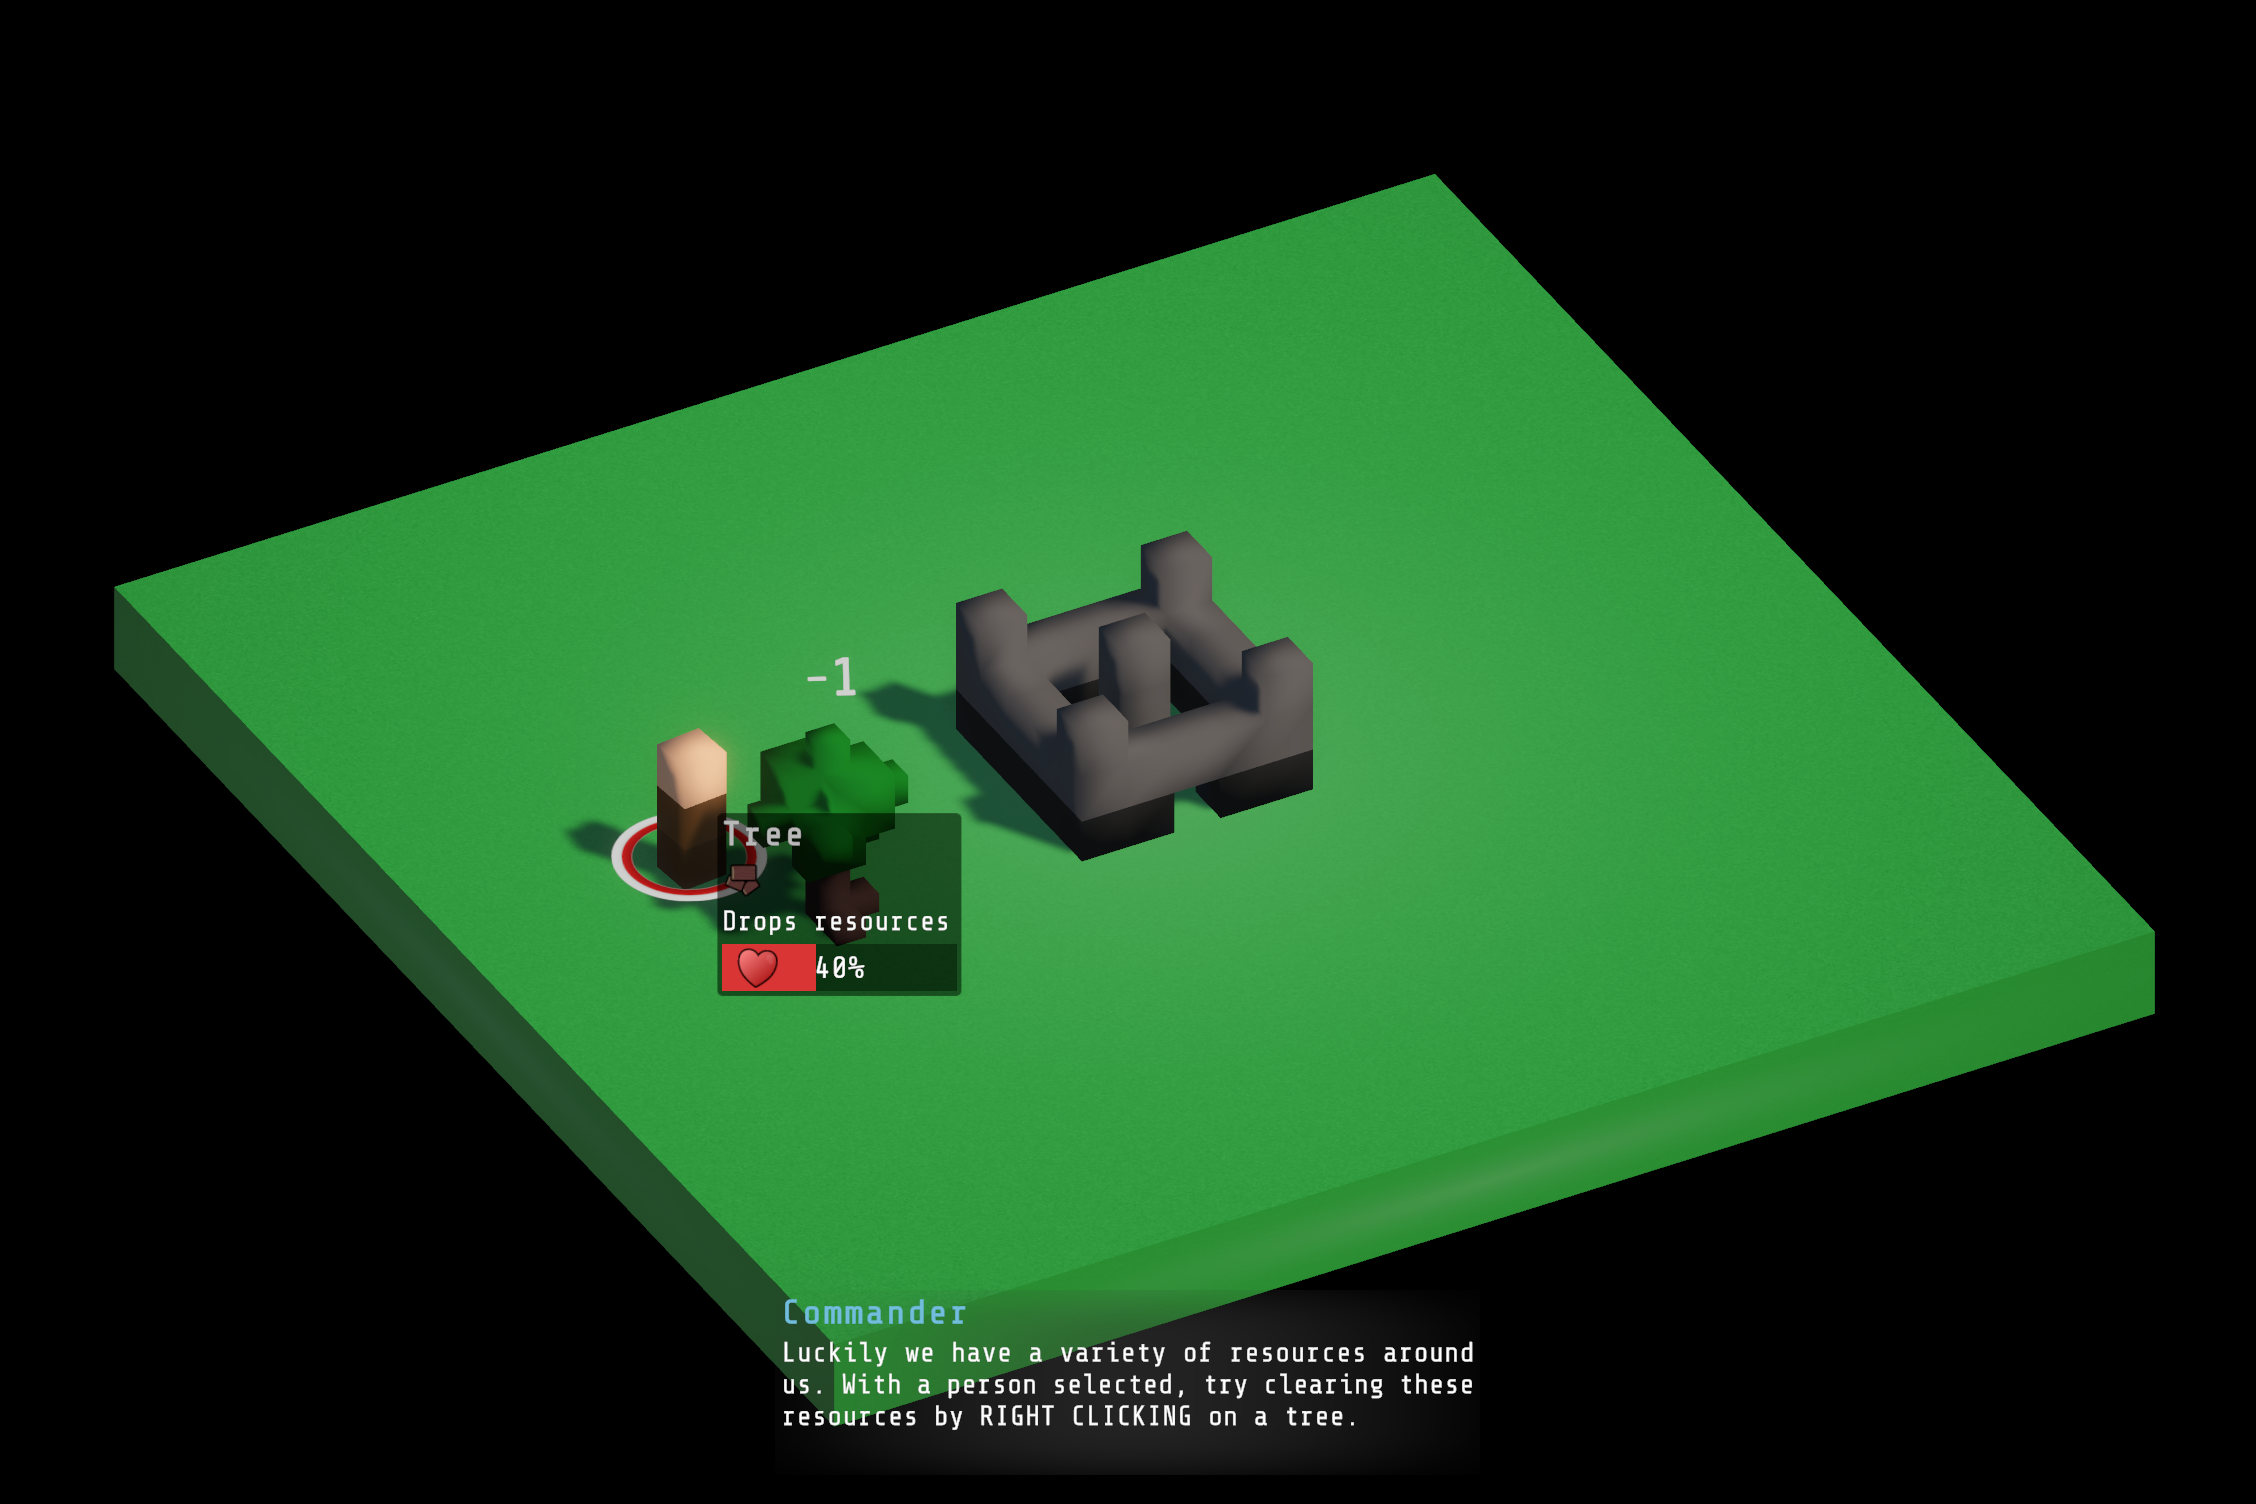 -1
Tree
Drops resources
40%
Commander
Luckily we have a variety of resources around
us. With a person selected, try clearing these
resources by RIGHT CLICKING on a tree.